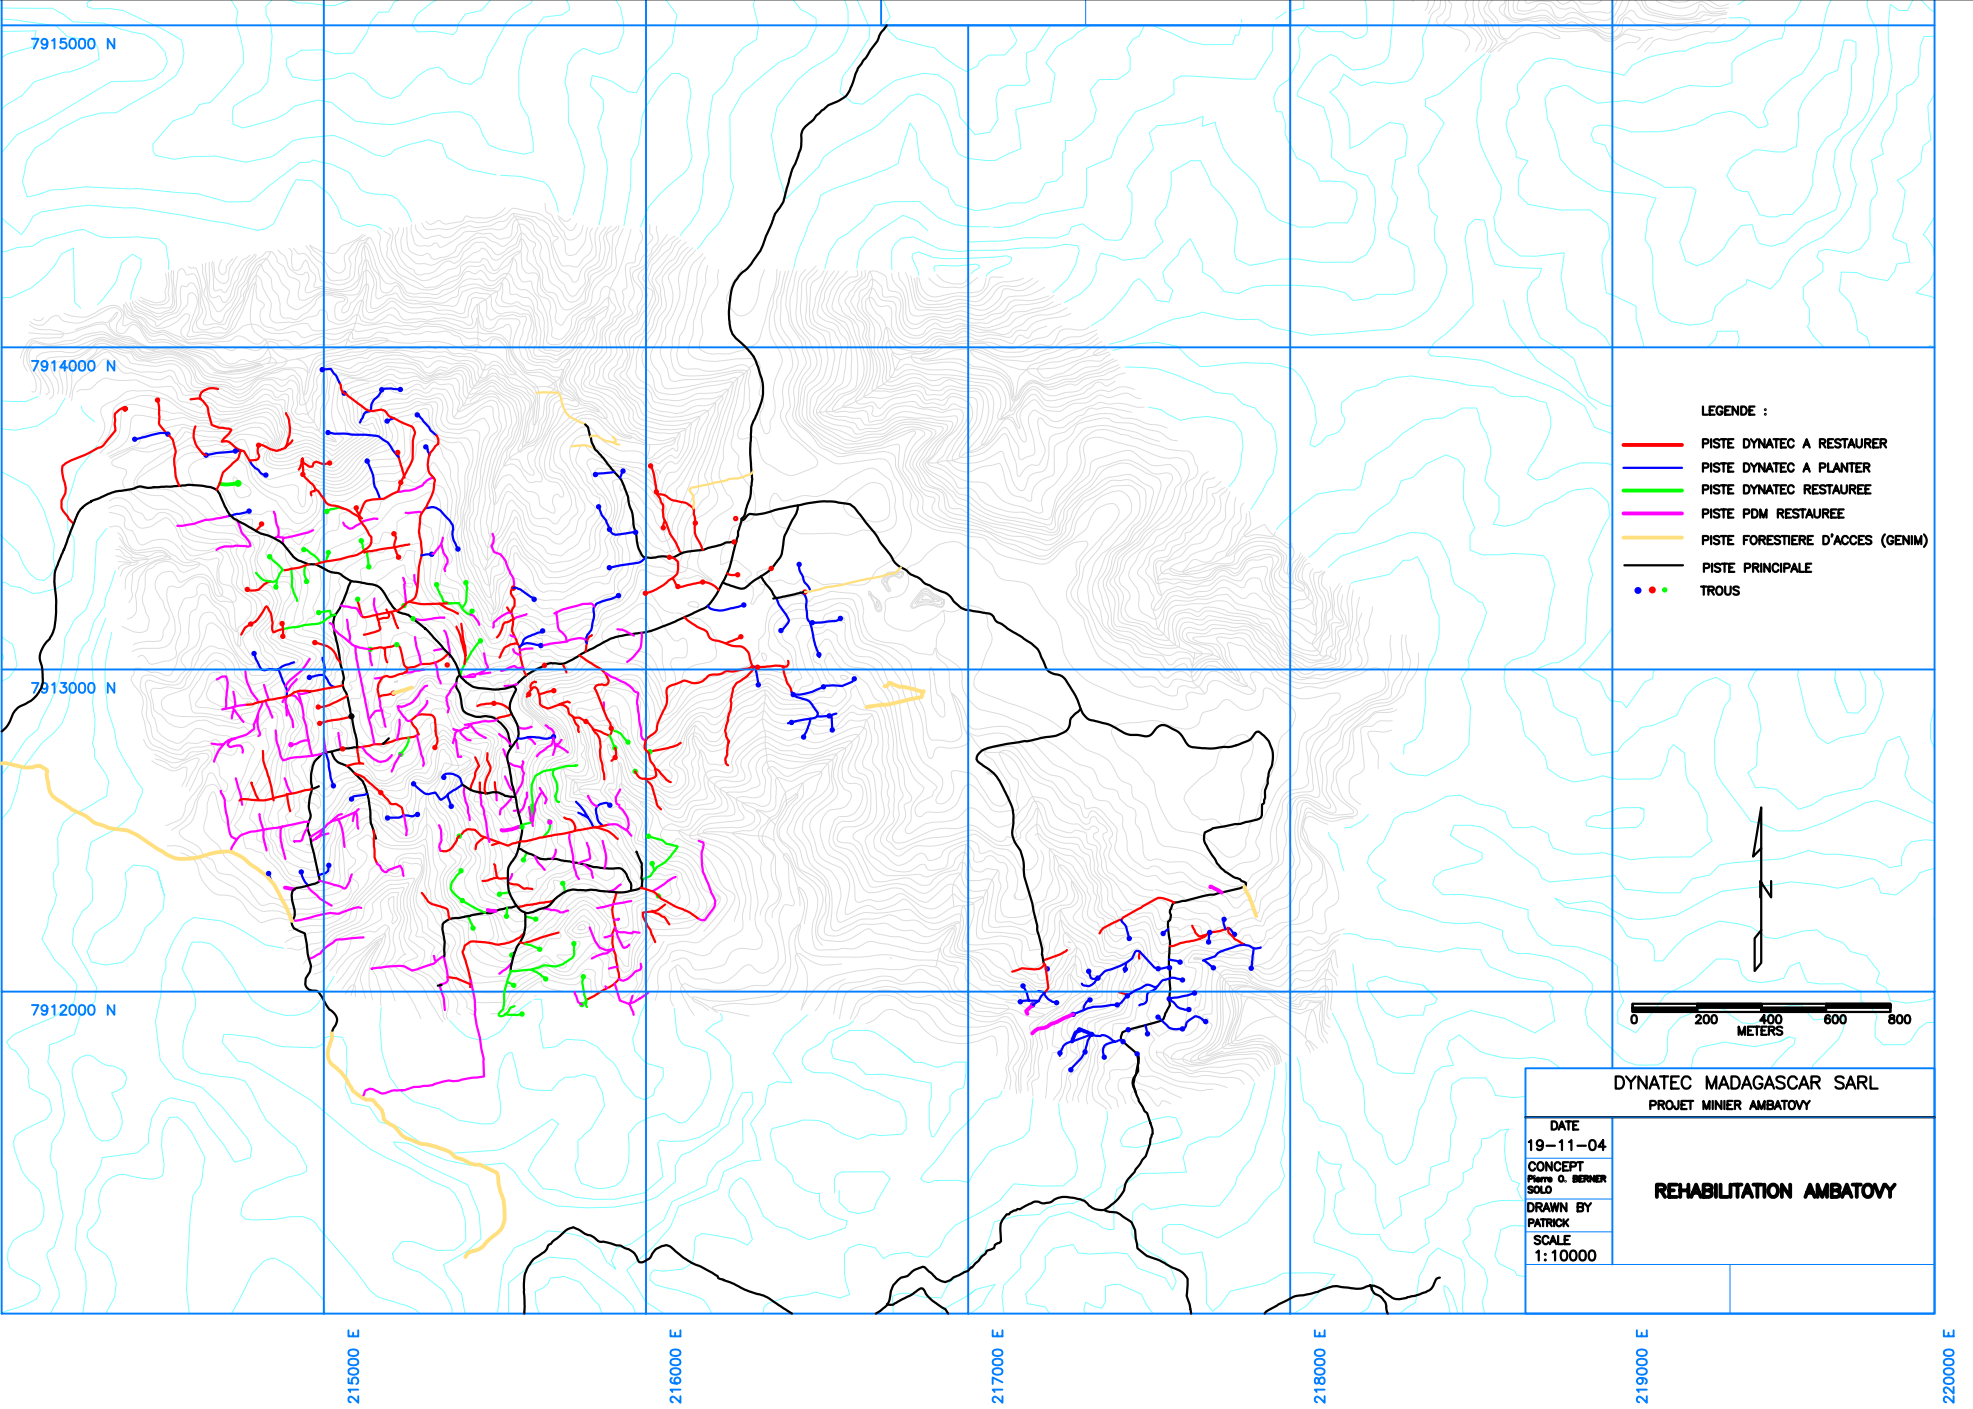 7915000 N
7914000 N
LEGENDE :
PISTE DYNATEC A RESTAURER
PISTE DYNATEC A PLANTER
PISTE DYNATEC RESTAUREE
PISTE PDM RESTAUREE
PISTE FORESTIERE D'ACCES (GENIM)
PISTE PRINCIPALE
TROUS
7913000 N
N
7912000 N
0 200 400 600 800
METERS
DYNATEC MADAGASCAR SARL
PROJET MINIER AMBATOVY
DATE
19-11-04
CONCEPT
Pierre O. BERNER
SOLO
DRAWN BY
PATRICK
SCALE
1:10000
REHABILITATION AMBATOVY
215000 E
216000 E
217000 E
218000 E
219000 E
220000 E